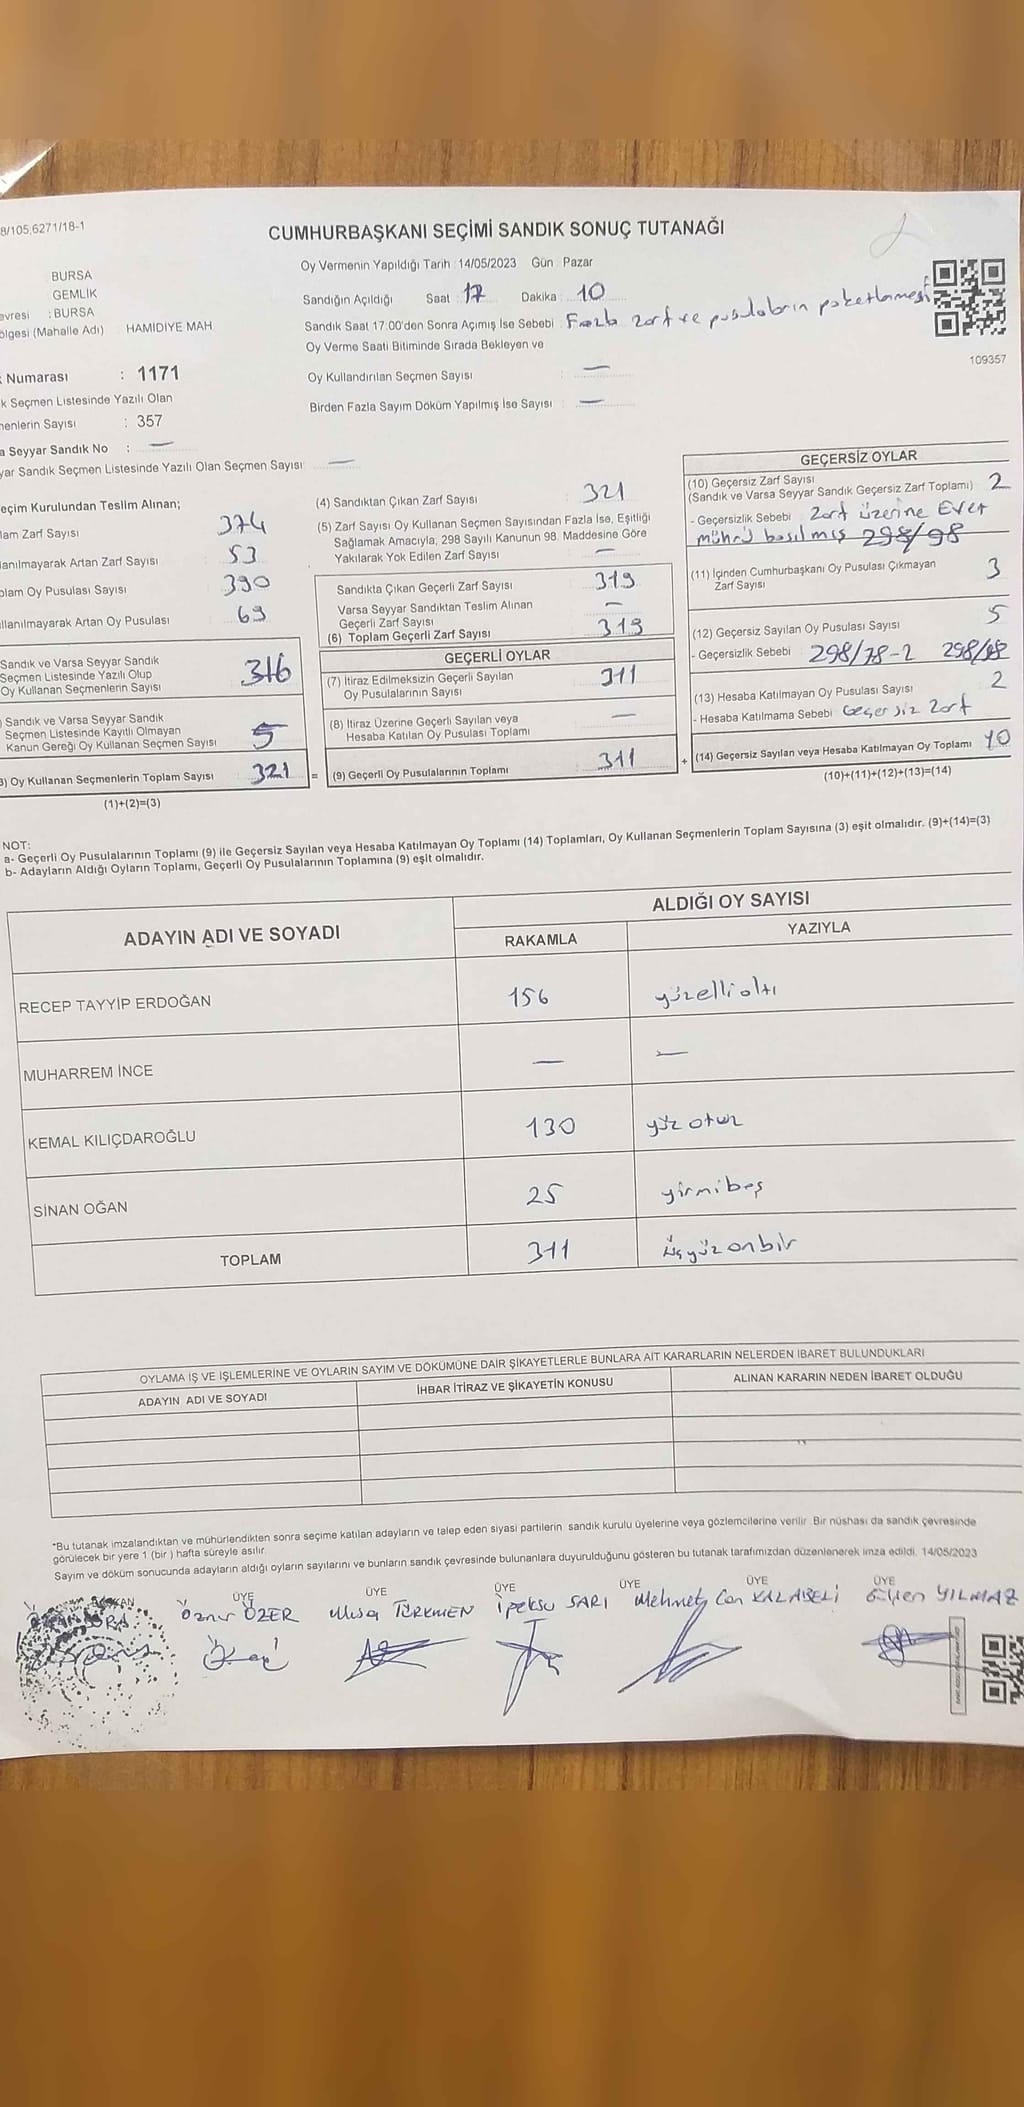 8/105,6271/18-1
CUMHURBAŞKANI SEÇİMİ SANDIK SONUÇ TUTANAĞI
Oy Vermenin Yapıldığı Tarih : 14/05/2023 Gün : Pazar
BURSA
GEMLİK
: BURSA
(Mahalle Adı) HAMIDIYE MAH
Numarası : 1171
k Seçmen Listesinde Yazılı Olan
menlerin Sayısı : 357
a Seyyar Sandık No : —
yar Sandık Seçmen Listesinde Yazılı Olan Seçmen Sayısı —
Sandığın Açıldığı Saat : 17 Dakika : 10
Sandık Saat 17:00'den Sonra Açımış İse Sebebi Fazla zarf ve pusulaların paketlemesi
Oy Verme Saati Bitiminde Sırada Bekleyen ve
Oy Kullandırılan Seçmen Sayısı : —
Birden Fazla Sayım Döküm Yapılmış İse Sayısı : —
109357
eçim Kurulundan Teslim Alınan;
lam Zarf Sayısı 374
lanılmayarak Artan Zarf Sayısı 53
plam Oy Pusulası Sayısı 390
llanılmayarak Artan Oy Pusulası 69
Sandık ve Varsa Seyyar Sandık
Seçmen Listesinde Yazılı Olup
Oy Kullanan Seçmenlerin Sayısı 316
) Sandık ve Varsa Seyyar Sandık
Seçmen Listesinde Kayıtlı Olmayan
Kanun Gereği Oy Kullanan Seçmen Sayısı 5
3) Oy Kullanan Seçmenlerin Toplam Sayısı 321 =
(1)+(2)=(3)
(4) Sandıktan Çıkan Zarf Sayısı 321
(5) Zarf Sayısı Oy Kullanan Seçmen Sayısından Fazla İse, Eşitliği
Sağlamak Amacıyla, 298 Sayılı Kanunun 98. Maddesine Göre
Yakılarak Yok Edilen Zarf Sayısı —
Sandıkta Çıkan Geçerli Zarf Sayısı 319
Varsa Seyyar Sandıktan Teslim Alınan
Geçerli Zarf Sayısı —
(6) Toplam Geçerli Zarf Sayısı 319
GEÇERLİ OYLAR
(7) İtiraz Edilmeksizin Geçerli Sayılan
Oy Pusulalarının Sayısı 311
(8) İtiraz Üzerine Geçerli Sayılan veya
Hesaba Katılan Oy Pusulası Toplamı —
(9) Geçerli Oy Pusulalarının Toplamı 311 +
GEÇERSİZ OYLAR
(10) Geçersiz Zarf Sayısı
(Sandık ve Varsa Seyyar Sandık Geçersiz Zarf Toplamı) 2
- Geçersizlik Sebebi : Zarf üzerine Evet
mührü basılmış 298/98
(11) İçinden Cumhurbaşkanı Oy Pusulası Çıkmayan
Zarf Sayısı 3
(12) Geçersiz Sayılan Oy Pusulası Sayısı 5
- Geçersizlik Sebebi : 298/78-2 298/98
(13) Hesaba Katılmayan Oy Pusulası Sayısı 2
- Hesaba Katılmama Sebebi Geçersiz Zarf
(14) Geçersiz Sayılan veya Hesaba Katılmayan Oy Toplamı 10
(10)+(11)+(12)+(13)=(14)
NOT:
a- Geçerli Oy Pusulalarının Toplamı (9) ile Geçersiz Sayılan veya Hesaba Katılmayan Oy Toplamı (14) Toplamları, Oy Kullanan Seçmenlerin Toplam Sayısına (3) eşit olmalıdır. (9)+(14)=(3)
b- Adayların Aldığı Oyların Toplamı, Geçerli Oy Pusulalarının Toplamına (9) eşit olmalıdır.
ADAYIN ADI VE SOYADI ALDIĞI OY SAYISI
RAKAMLA YAZIYLA
RECEP TAYYİP ERDOĞAN 156 yüzellialtı
MUHARREM İNCE — —
KEMAL KILIÇDAROĞLU 130 yüz otuz
SİNAN OĞAN 25 yirmibeş
TOPLAM 311 üçyüzonbir
OYLAMA İŞ VE İŞLEMLERİNE VE OYLARIN SAYIM VE DÖKÜMÜNE DAİR ŞİKAYETLERLE BUNLARA AİT KARARLARIN NELERDEN İBARET BULUNDUKLARI
ADAYIN ADI VE SOYADI İHBAR İTİRAZ VE ŞİKAYETİN KONUSU ALINAN KARARIN NEDEN İBARET OLDUĞU
*Bu tutanak imzalandıktan ve mühürlendikten sonra seçime katılan adayların ve talep eden siyasi partilerin sandık kurulu üyelerine veya gözlemcilerine verilir. Bir nüshası da sandık çevresinde
görülecek bir yere 1 (bir ) hafta süreyle asılır.
Sayım ve döküm sonucunda adayların aldığı oyların sayılarını ve bunların sandık çevresinde bulunanlara duyurulduğunu gösteren bu tutanak tarafımızdan düzenlenerek imza edildi. 14/05/2023
ÜYE ÜYE ÜYE ÜYE ÜYE ÜYE
Öznur ÖZER Musa TÜRKMEN İpeksu SARI Mehmet Can KALABELİ Gülşen YILMAZ